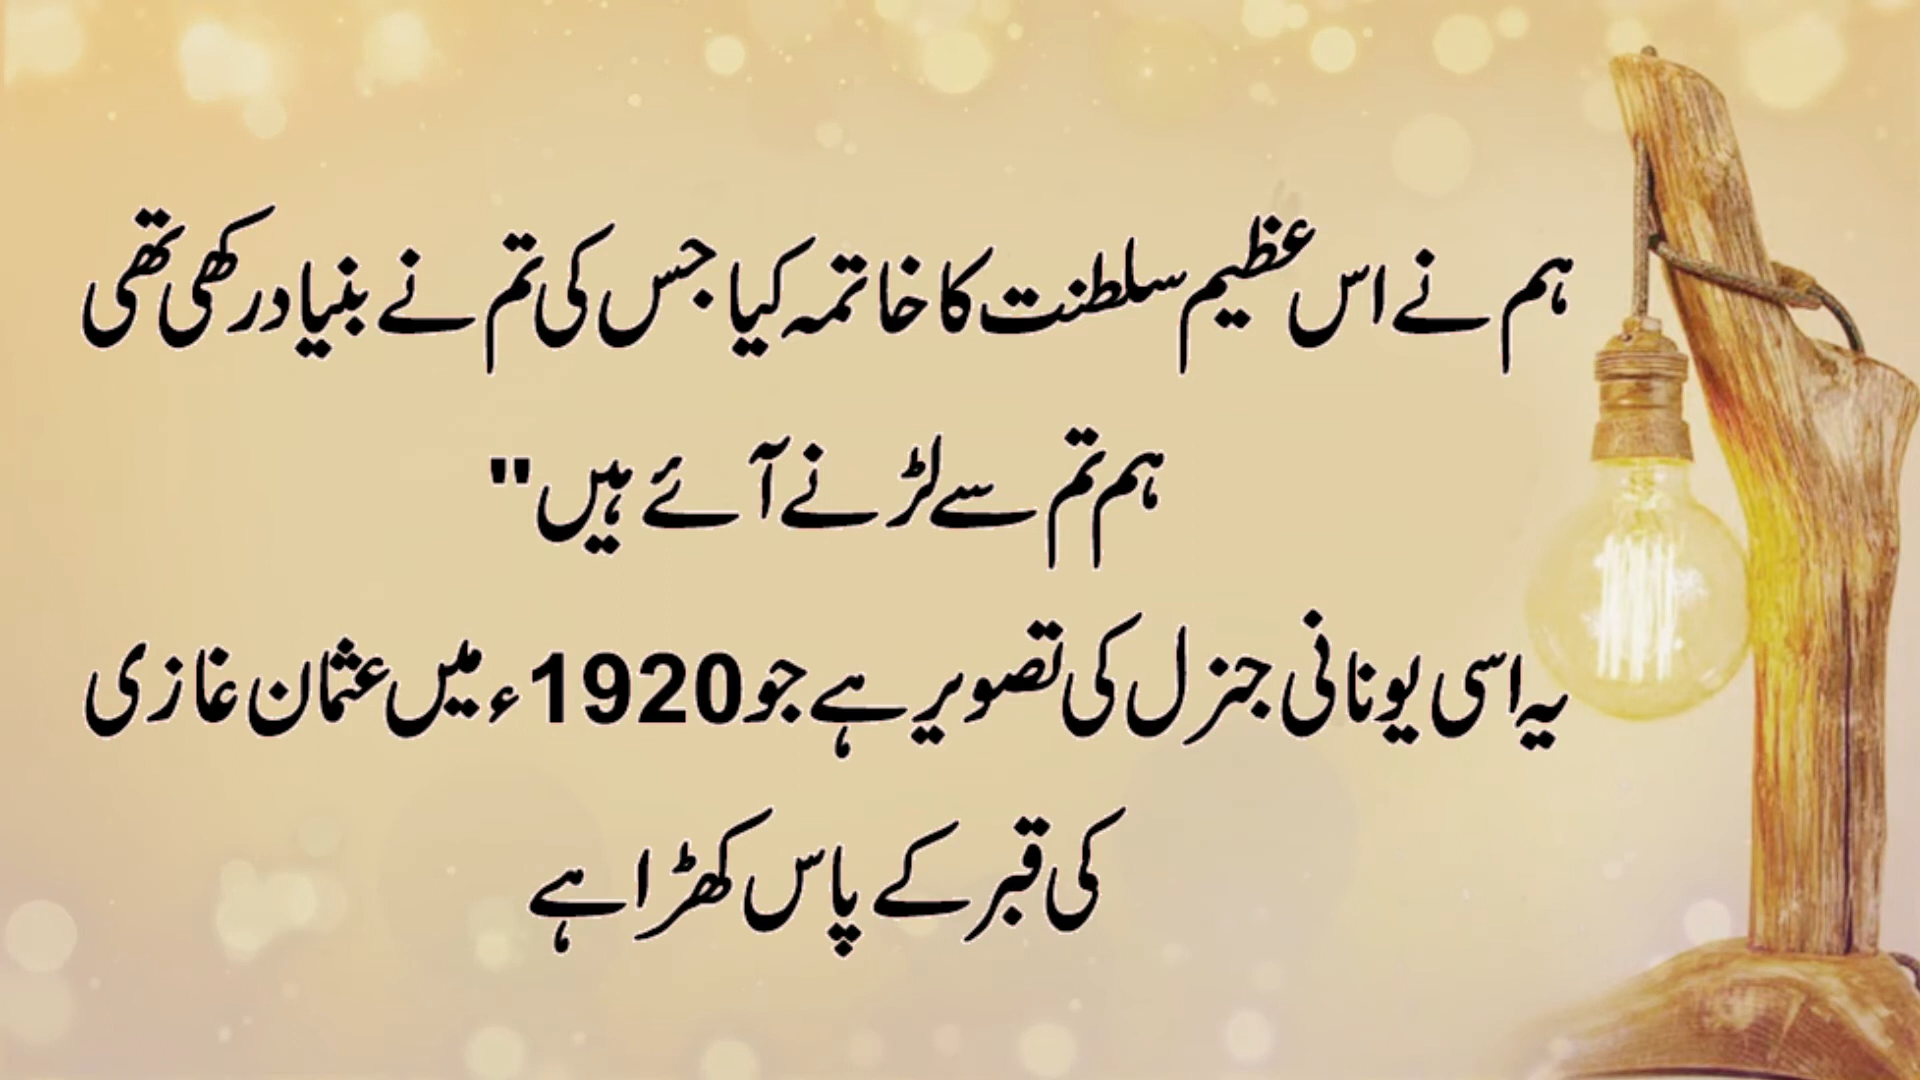 ہم نے اس عظیم سلطنت کا خاتمہ کیا جس کی تم نے بنیاد رکھی تھی
ہم تم سے لڑنے آئے ہیں"
یہ اسی یونانی جنرل کی تصویر ہے جو 1920ء میں عثمان غازی
کی قبر کے پاس کھڑا ہے